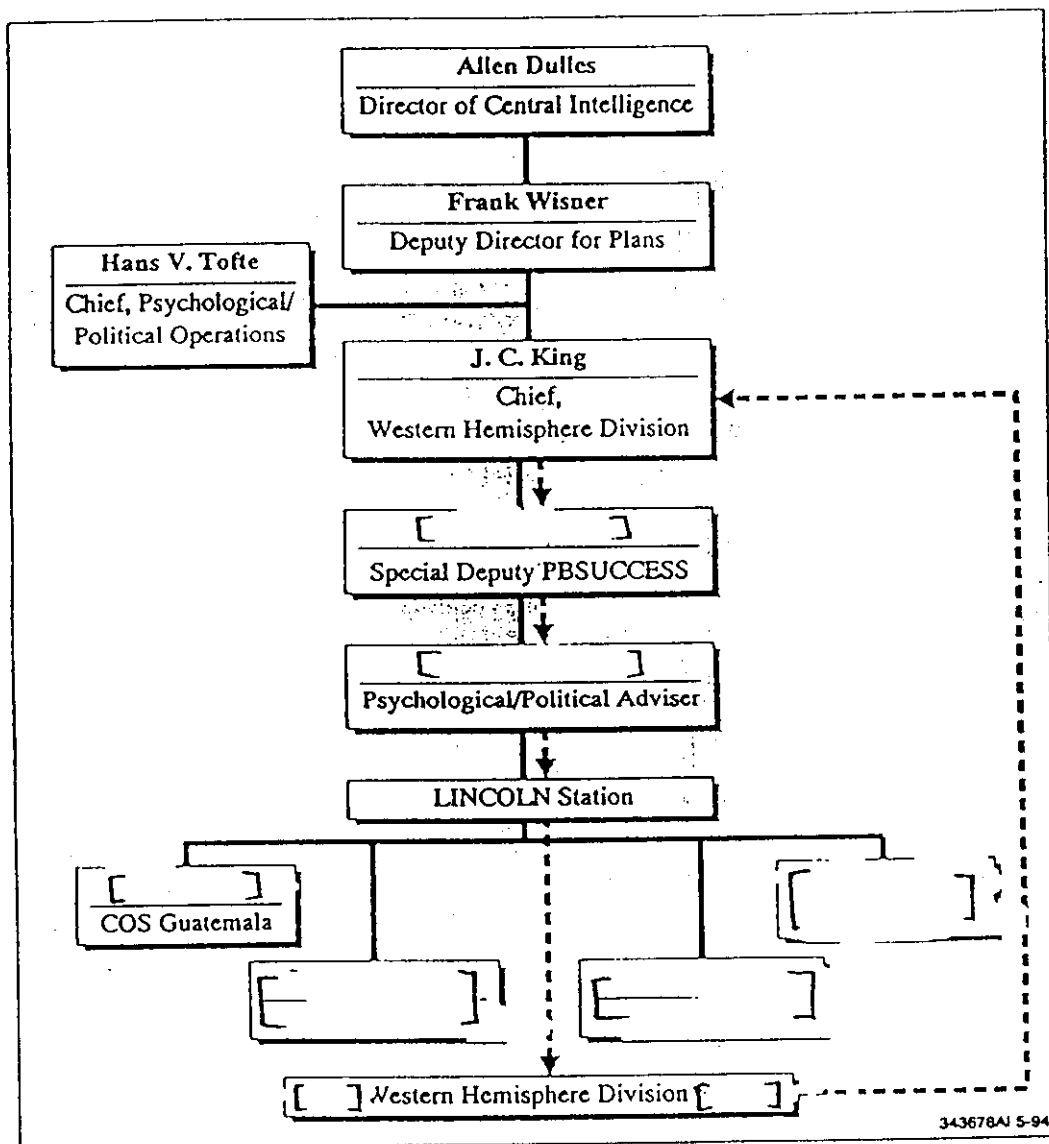 Allen Dulles
Director of Central Intelligence
Frank Wisner
Deputy Director for Plans
Hans V. Tofte
Chief, Psychological/
Political Operations
J. C. King
Chief,
Western Hemisphere Division
[ ]
Special Deputy PBSUCCESS
[ ]
Psychological/Political Adviser
LINCOLN Station
[ ]
COS Guatemala
[ ]
[ ]
[ ]
[ ] Western Hemisphere Division [ ]
343678AI 5-94